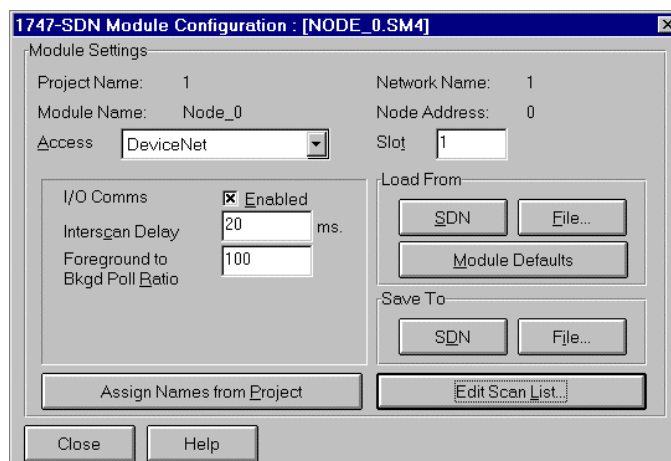 1747-SDN Module Configuration : [NODE_0.SM4]
Module Settings
Project Name: 1 Network Name: 1
Module Name: Node_0 Node Address: 0
Access DeviceNet Slot 1
I/O Comms Enabled
Interscan Delay 20 ms.
Foreground to Bkgd Poll Ratio 100
Load From
SDN File...
Module Defaults
Save To
SDN File...
Assign Names from Project Edit Scan List...
Close Help